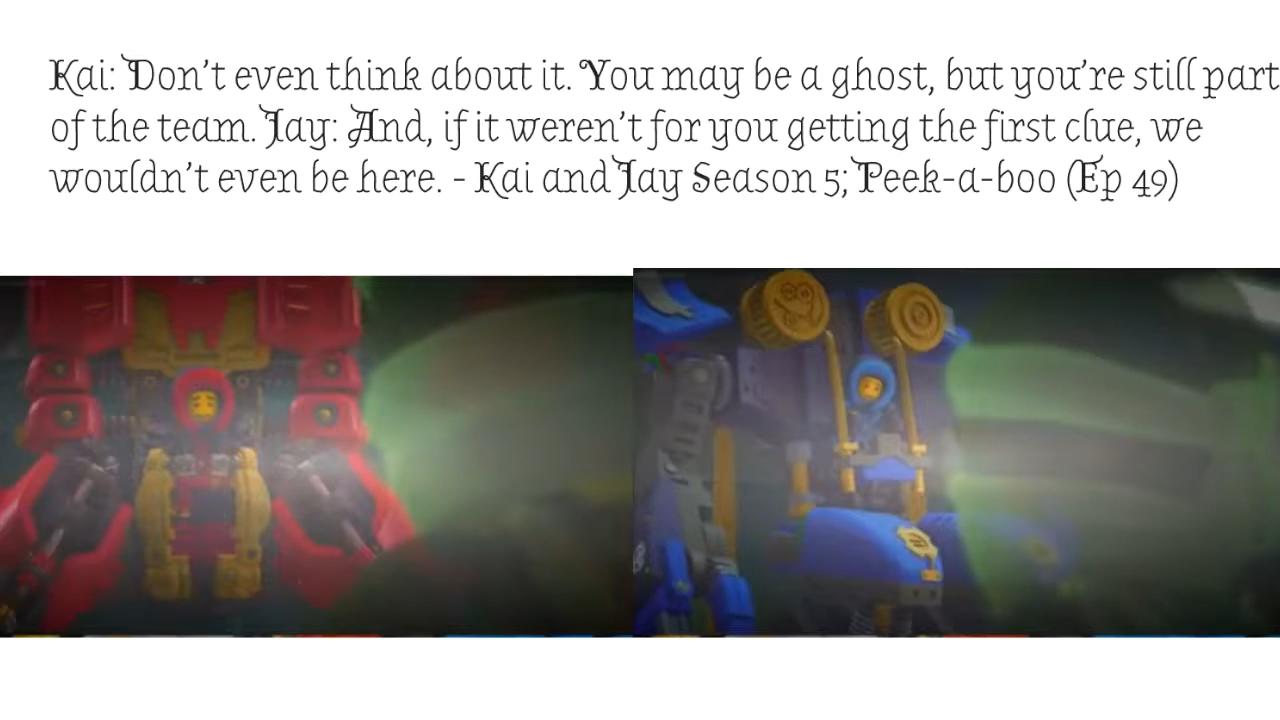 Kai: Don't even think about it. You may be a ghost, but you're still part
of the team. Jay: And, if it weren't for you getting the first clue, we
wouldn't even be here. - Kai and Jay Season 5; Peek-a-boo (Ep 49)